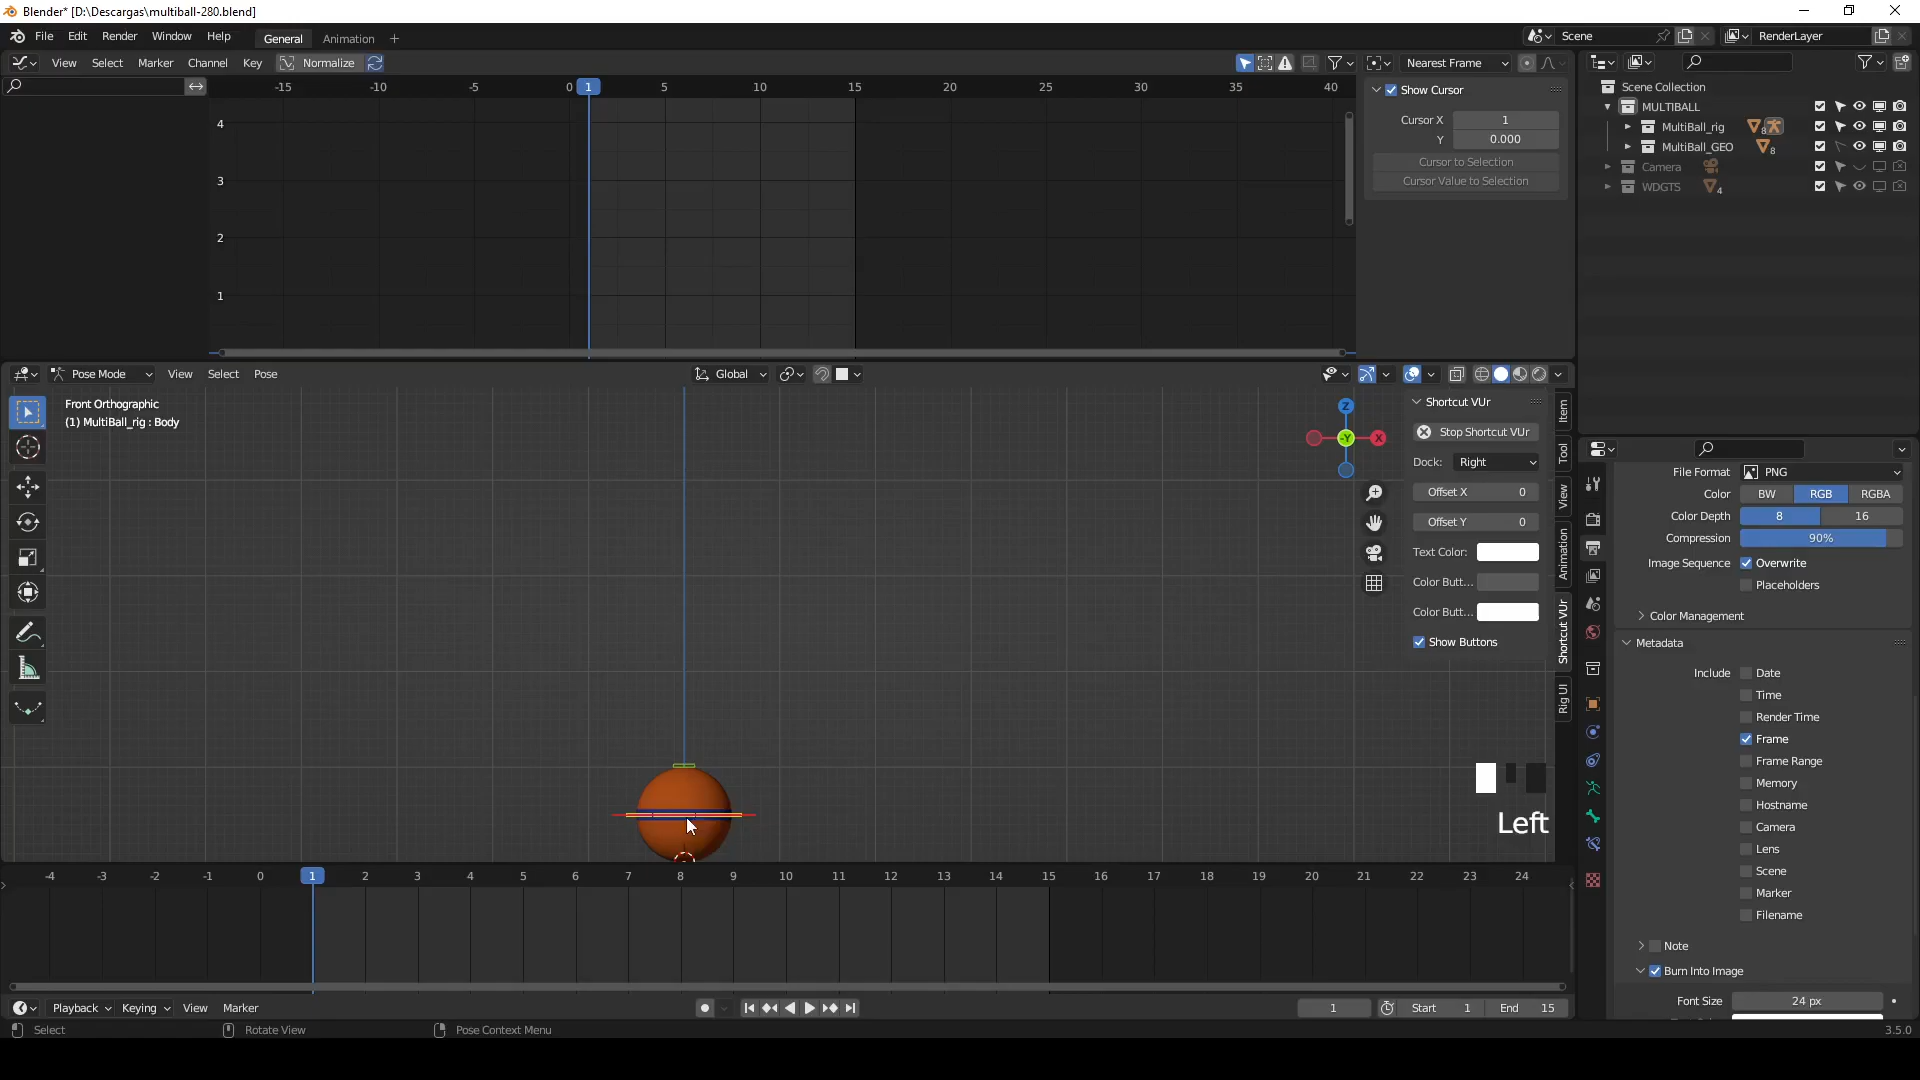 Blender* [D:\Descargas\multiball-280.blend]
File Edit Render Window Help General Animation Scene RenderLayer
View Select Marker Channel Key Normalize Nearest Frame
-15 -10 -5 0 1 5 10 15 20 25 30 35 40
4
3
2
1
Show Cursor
Cursor X 1
Y 0.000
Cursor to Selection
Cursor Value to Selection
Scene Collection
MULTIBALL
MultiBall_rig 8
MultiBall_GEO 8
Camera
WDGTS 4
Pose Mode View Select Pose Global
Front Orthographic
(1) MultiBall_rig : Body
Z
-Y X
Shortcut VUr
Stop Shortcut VUr
Dock: Right
Offset X 0
Offset Y 0
Text Color:
Color Butt...
Color Butt...
Show Buttons
Item
Tool
View
Animation
Shortcut VUr
Rig UI
Left
File Format PNG
Color BW RGB RGBA
Color Depth 8 16
Compression 90%
Image Sequence Overwrite
Placeholders
Color Management
Metadata
Include Date
Time
Render Time
Frame
Frame Range
Memory
Hostname
Camera
Lens
Scene
Marker
Filename
Note
Burn Into Image
Font Size 24 px
-4 -3 -2 -1 0 1 2 3 4 5 6 7 8 9 10 11 12 13 14 15 16 17 18 19 20 21 22 23 24
Playback Keying View Marker 1 Start 1 End 15
Select Rotate View Pose Context Menu 3.5.0